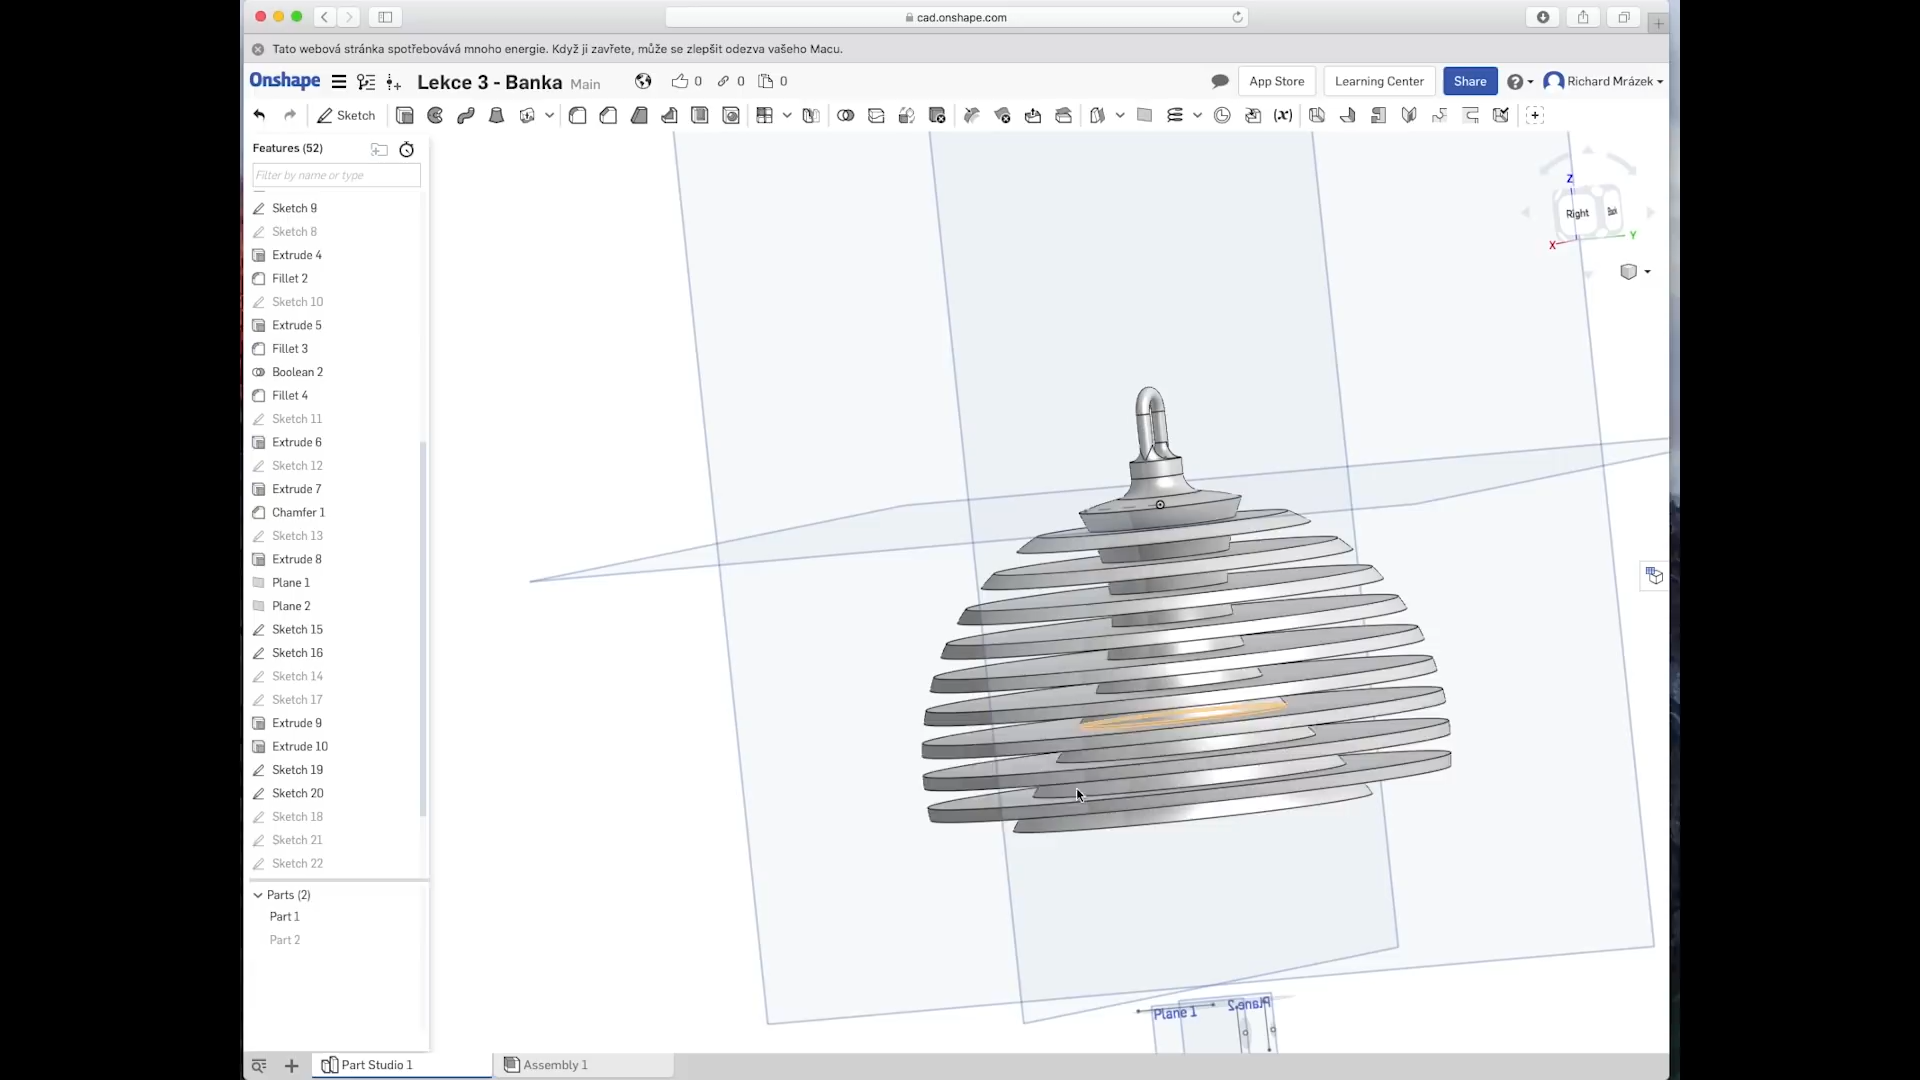 cad.onshape.com
Tato webová stránka spotřebovává mnoho energie. Když ji zavřete, může se zlepšit odezva vašeho Macu.
Onshape Lekce 3 - Banka Main 0 0 0 App Store Learning Center Share Richard Mrázek
Sketch (x)
Features (52)
Filter by name or type
Sketch 9
Sketch 8
Extrude 4
Fillet 2
Sketch 10
Extrude 5
Fillet 3
Boolean 2
Fillet 4
Sketch 11
Extrude 6
Sketch 12
Extrude 7
Chamfer 1
Sketch 13
Extrude 8
Plane 1
Plane 2
Sketch 15
Sketch 16
Sketch 14
Sketch 17
Extrude 9
Extrude 10
Sketch 19
Sketch 20
Sketch 18
Sketch 21
Sketch 22
Parts (2)
Part 1
Part 2
Z
Right Back
X Y
Plane 1 Plane 2
Part Studio 1 Assembly 1